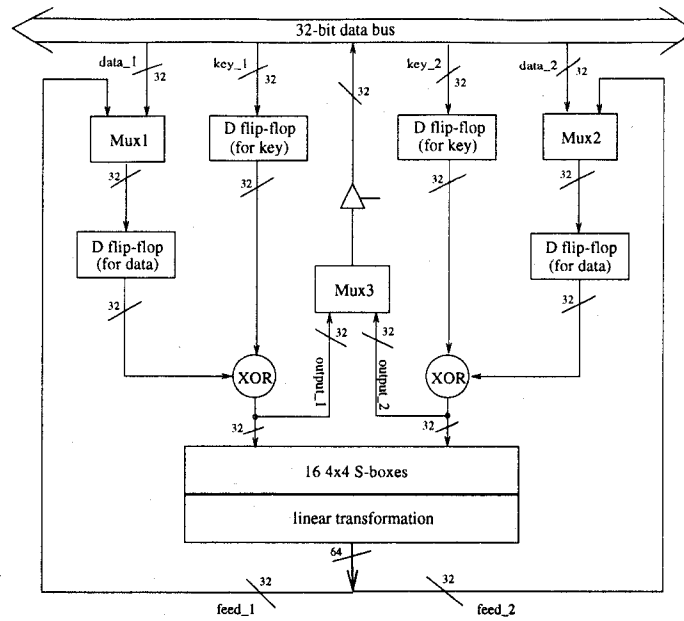 32-bit data bus
data_1
32
key_1
32
32
key_2
32
data_2
32
Mux1
D flip-flop
(for key)
D flip-flop
(for key)
Mux2
32
32
32
32
D flip-flop
(for data)
Mux3
D flip-flop
(for data)
32
32
32
32
XOR
output_1
output_2
XOR
32
32
16 4x4 S-boxes
linear transformation
64
32
32
feed_1
feed_2